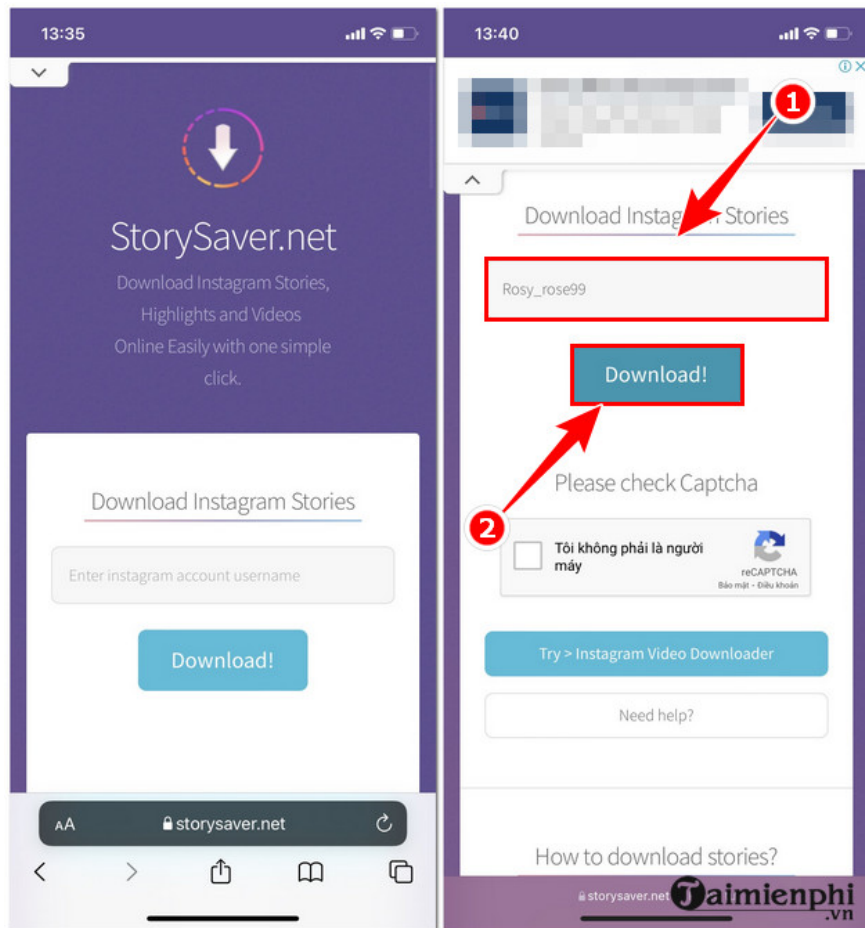 13:35
StorySaver.net
Download Instagram Stories,
Highlights and Videos
Online Easily with one simple
click.
Download Instagram Stories
Enter instagram account username
Download!
AA
storysaver.net
13:40
1
Download Instagram Stories
Rosy_rose99
Download!
2
Please check Captcha
Tôi không phải là người
máy
reCAPTCHA
Bảo mật - Điều khoản
Try > Instagram Video Downloader
Need help?
How to download stories?
storysaver.net
Taimienphi
.vn